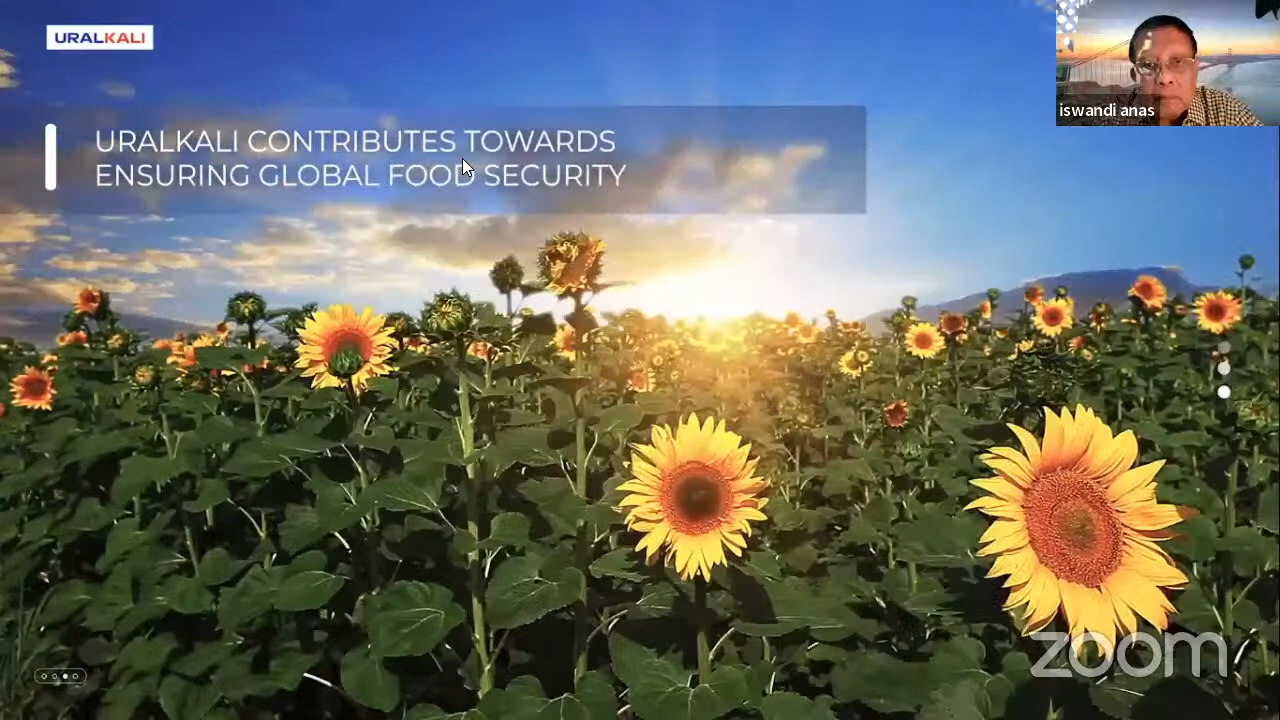 URALKALI
iswandi anas
URALKALI CONTRIBUTES TOWARDS
ENSURING GLOBAL FOOD SECURITY
zoom